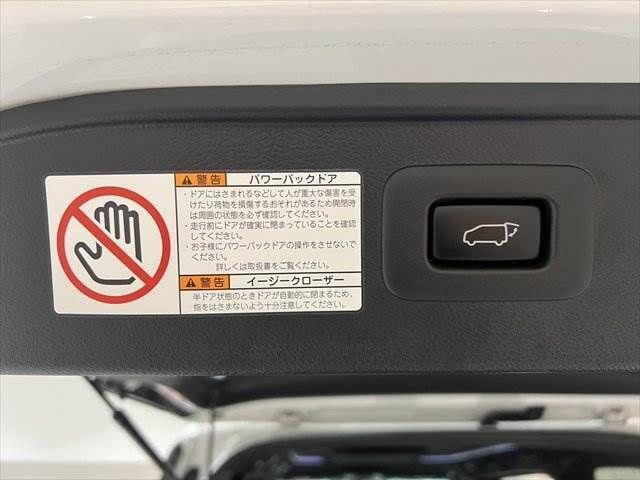 警告 パワーバックドア
・ドアにはさまれるなどして人が重大な傷害を受
けたり荷物を損傷するおそれがあるため開閉時
は周囲の状態を必ず確認してください。
・走行前にドアが確実に閉まっていることを確認
してください。
・お子様にパワーバックドアの操作をさせないで
ください。
詳しくは取扱書をご覧ください。
警告 イージークローザー
半ドア状態のときドアが自動的に閉まるため、
指をはさまないよう十分注意してください。